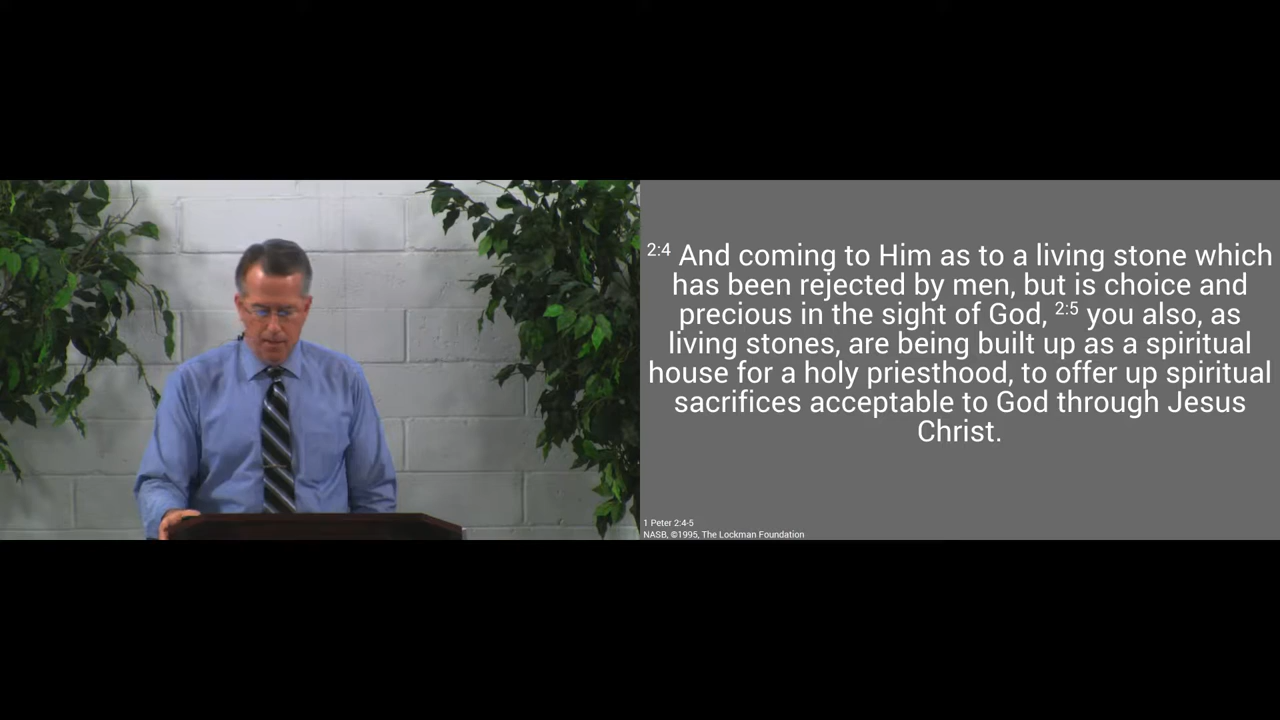 2:4 And coming to Him as to a living stone which
has been rejected by men, but is choice and
precious in the sight of God, 2:5 you also, as
living stones, are being built up as a spiritual
house for a holy priesthood, to offer up spiritual
sacrifices acceptable to God through Jesus
Christ.
1 Peter 2:4-5
NASB, ©1995, The Lockman Foundation